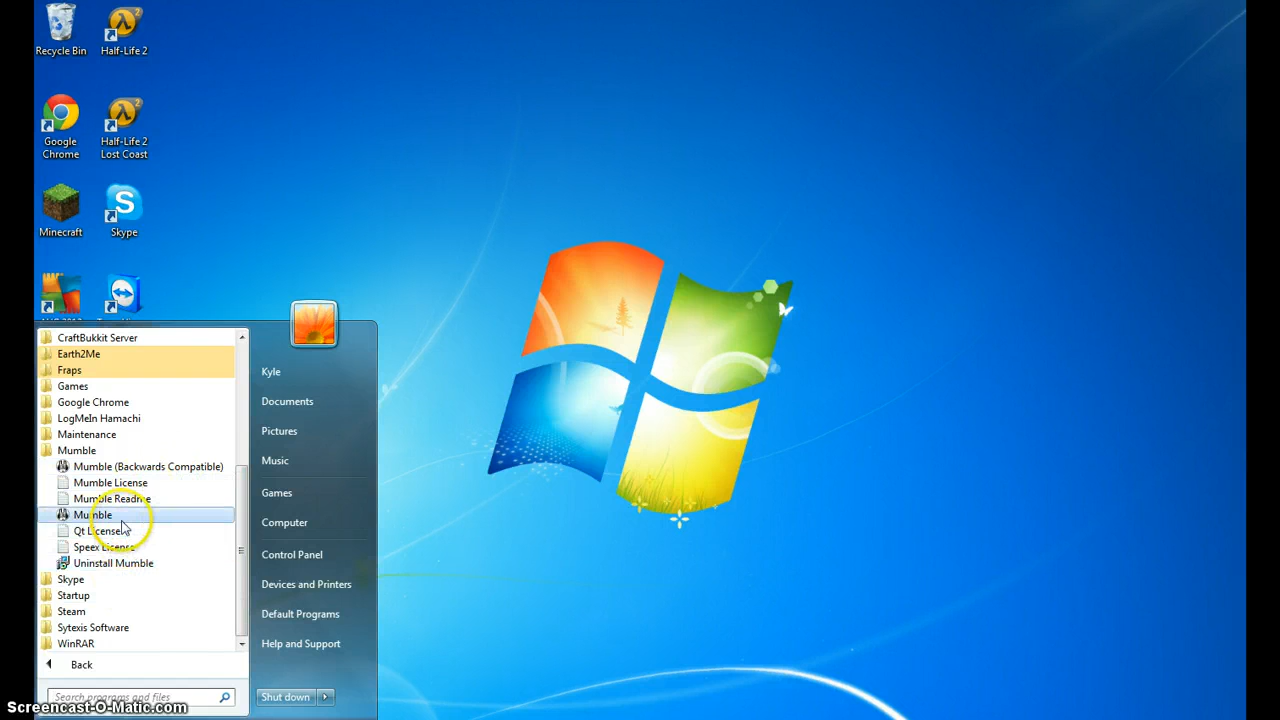 Recycle Bin
Half-Life 2
Google
Chrome
Half-Life 2
Lost Coast
Minecraft
Skype
CraftBukkit Server
Earth2Me
Fraps
Games
Google Chrome
LogMeIn Hamachi
Maintenance
Mumble
Mumble (Backwards Compatible)
Mumble License
Mumble Readme
Mumble
Qt License
Speex License
Uninstall Mumble
Skype
Startup
Steam
Sytexis Software
WinRAR
Back
Search programs and files
Kyle
Documents
Pictures
Music
Games
Computer
Control Panel
Devices and Printers
Default Programs
Help and Support
Shut down
Screencast-O-Matic.com